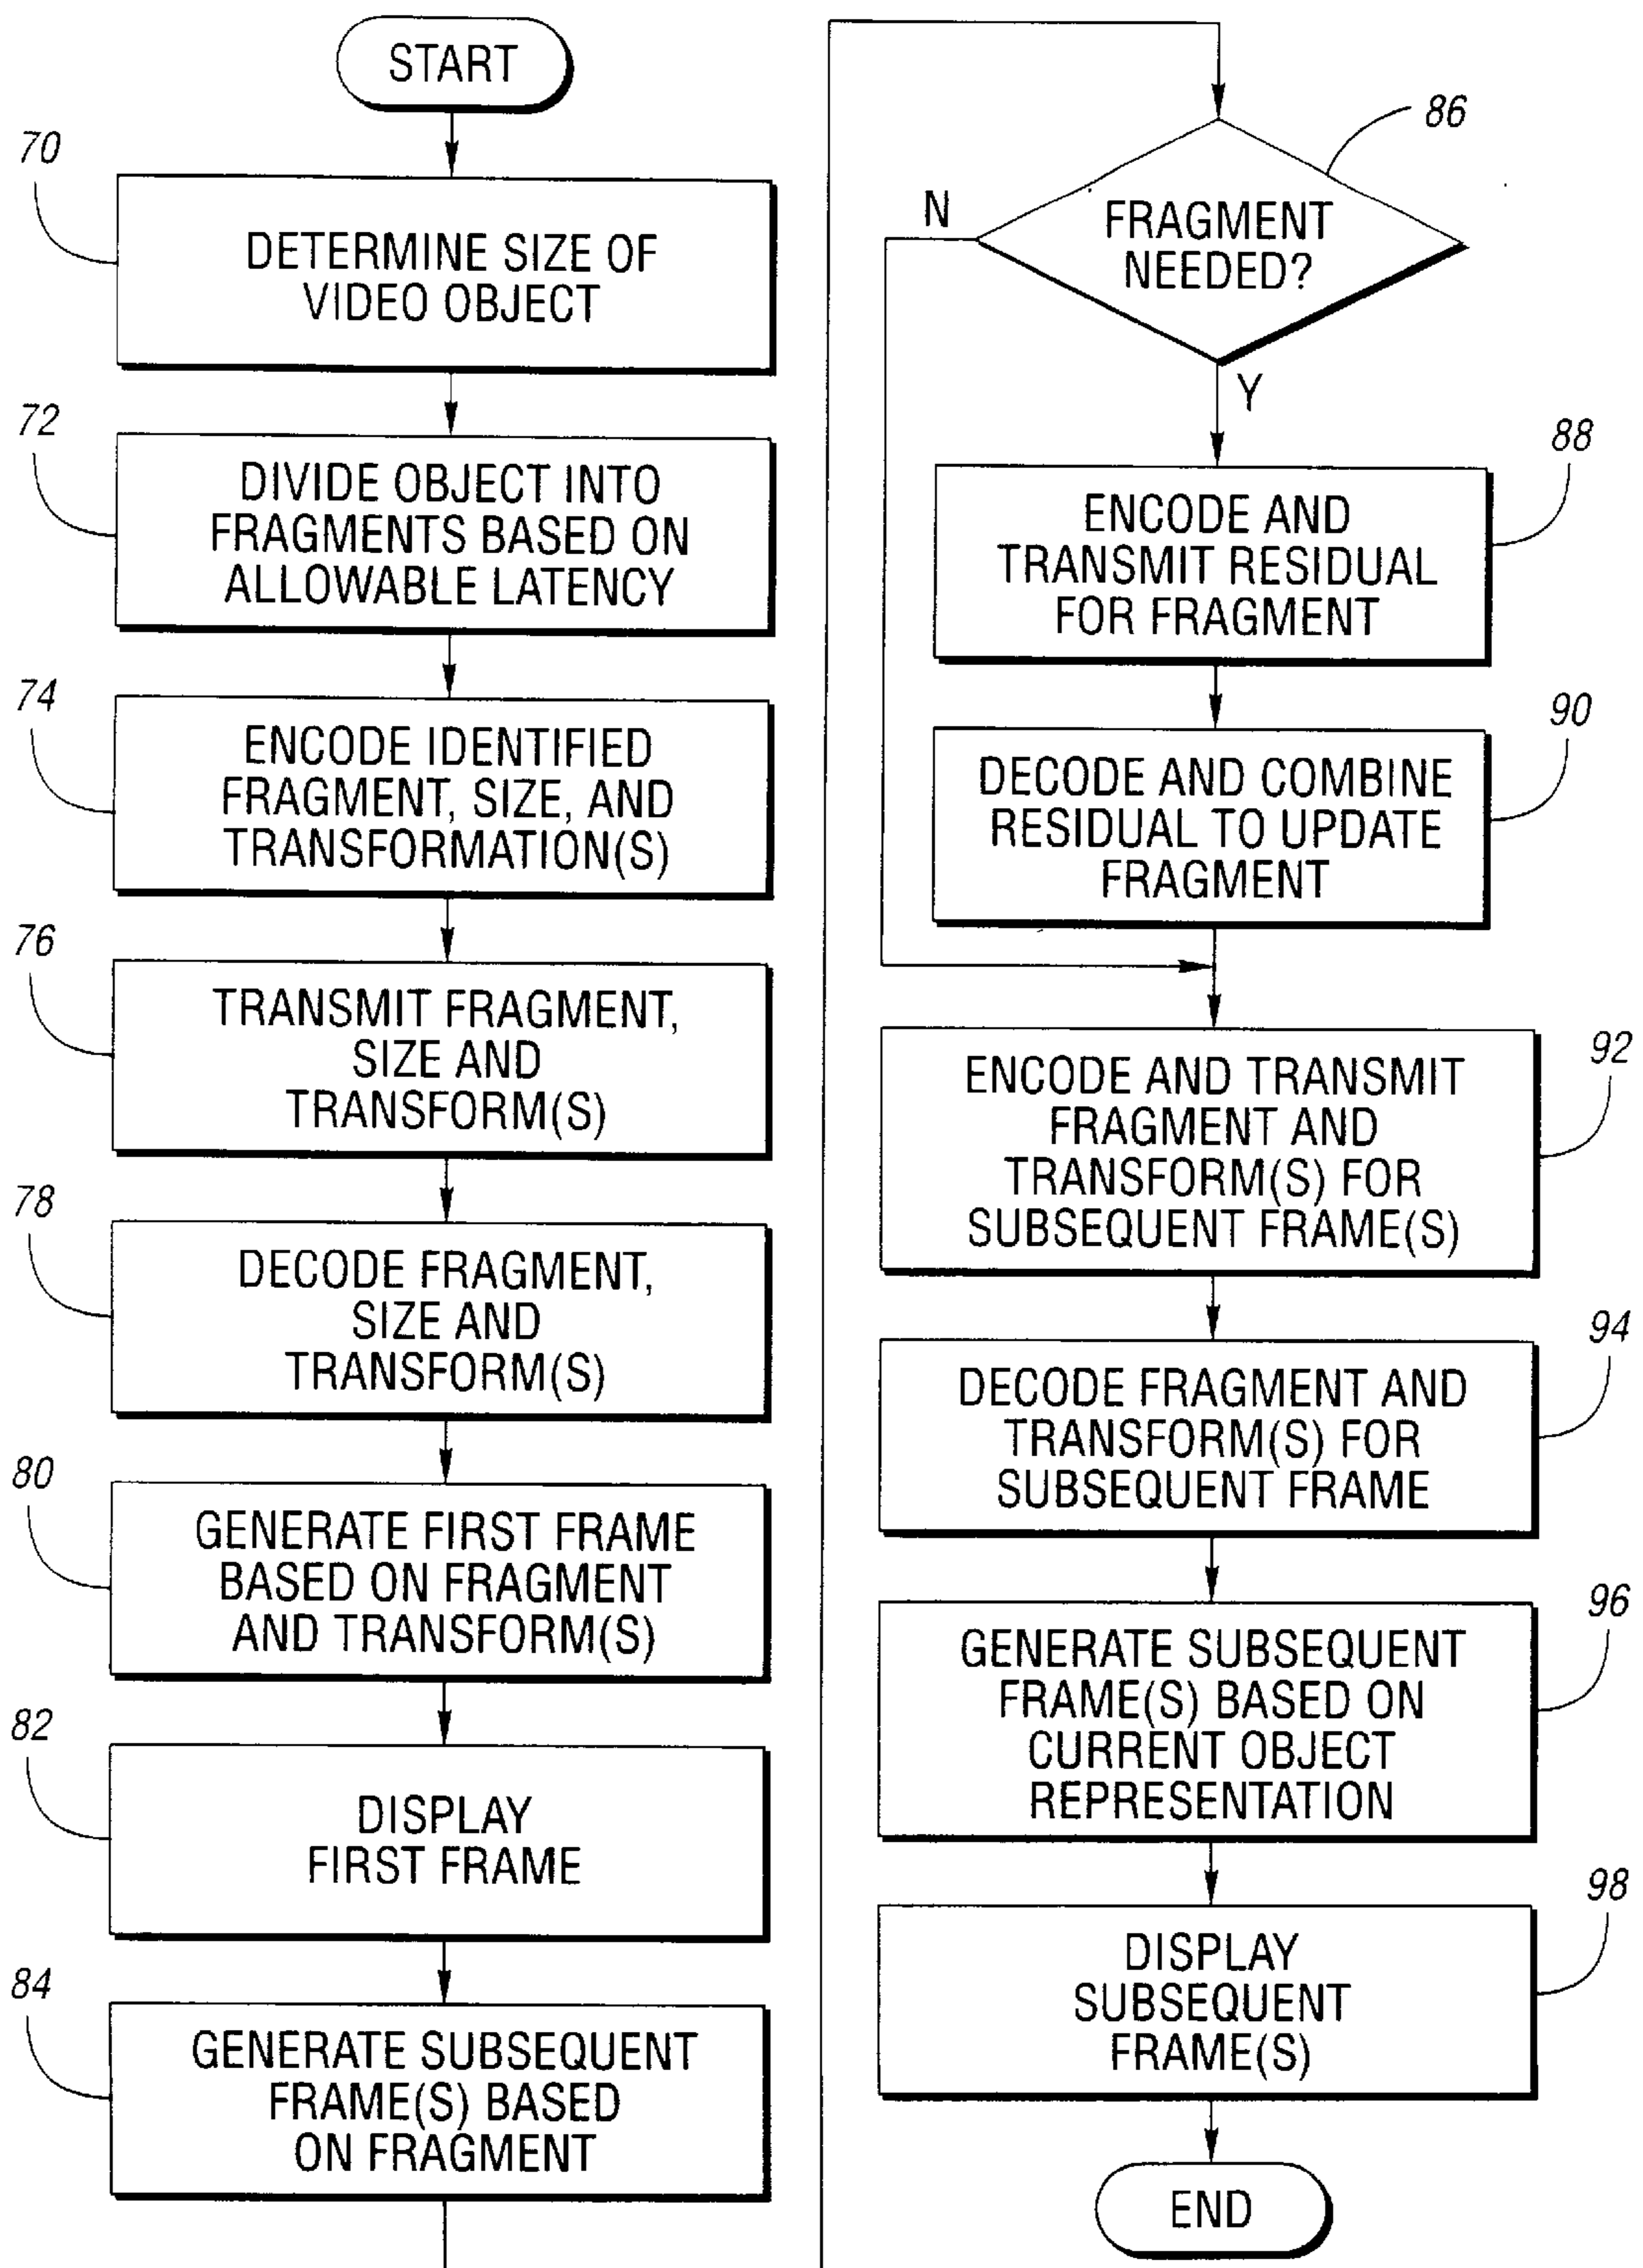 START
70
DETERMINE SIZE OF
VIDEO OBJECT
72
DIVIDE OBJECT INTO
FRAGMENTS BASED ON
ALLOWABLE LATENCY
74
ENCODE IDENTIFIED
FRAGMENT, SIZE, AND
TRANSFORMATION(S)
76
TRANSMIT FRAGMENT,
SIZE AND
TRANSFORM(S)
78
DECODE FRAGMENT,
SIZE AND
TRANSFORM(S)
80
GENERATE FIRST FRAME
BASED ON FRAGMENT
AND TRANSFORM(S)
82
DISPLAY
FIRST FRAME
84
GENERATE SUBSEQUENT
FRAME(S) BASED
ON FRAGMENT
86
N
FRAGMENT
NEEDED?
Y
88
ENCODE AND
TRANSMIT RESIDUAL
FOR FRAGMENT
90
DECODE AND COMBINE
RESIDUAL TO UPDATE
FRAGMENT
92
ENCODE AND TRANSMIT
FRAGMENT AND
TRANSFORM(S) FOR
SUBSEQUENT FRAME(S)
94
DECODE FRAGMENT AND
TRANSFORM(S) FOR
SUBSEQUENT FRAME
96
GENERATE SUBSEQUENT
FRAME(S) BASED ON
CURRENT OBJECT
REPRESENTATION
98
DISPLAY
SUBSEQUENT
FRAME(S)
END